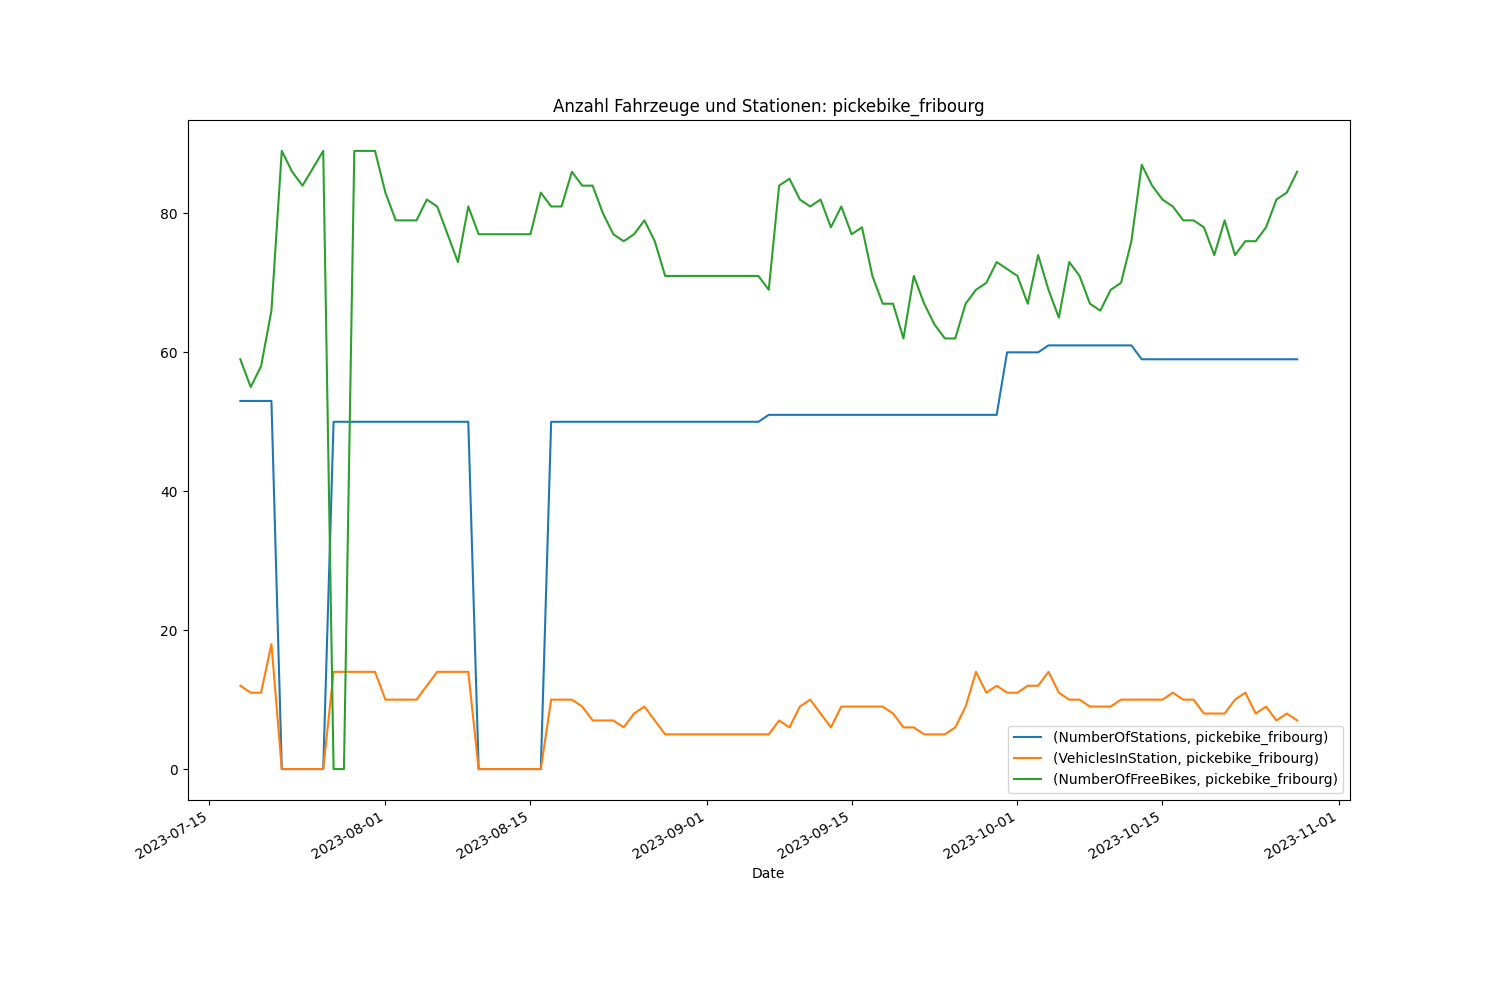 Anzahl Fahrzeuge und Stationen: pickebike_fribourg
80
60
40
20
0
(NumberOfStations, pickebike_fribourg)
(VehiclesInStation, pickebike_fribourg)
(NumberOfFreeBikes, pickebike_fribourg)
2023-07-15
2023-08-01
2023-08-15
2023-09-01
2023-09-15
2023-10-01
2023-10-15
2023-11-01
Date